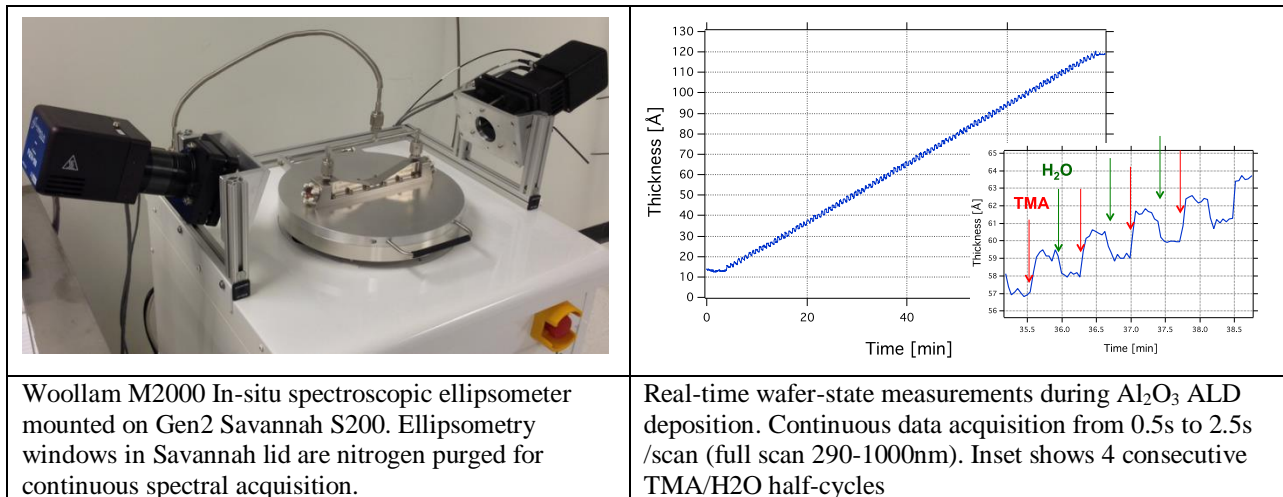 130
120
110
100
90
80
70
60
50
40
30
20
10
0
Thickness [Å]
0
20
40
Time [min]
65
64
63
62
61
60
59
58
57
56
Thickness [Å]
H₂O
TMA
35.5
36.0
36.5
37.0
37.5
38.0
38.5
Time [min]
Woollam M2000 In-situ spectroscopic ellipsometer
mounted on Gen2 Savannah S200. Ellipsometry
windows in Savannah lid are nitrogen purged for
continuous spectral acquisition.
Real-time wafer-state measurements during Al₂O₃ ALD
deposition. Continuous data acquisition from 0.5s to 2.5s
/scan (full scan 290-1000nm). Inset shows 4 consecutive
TMA/H2O half-cycles